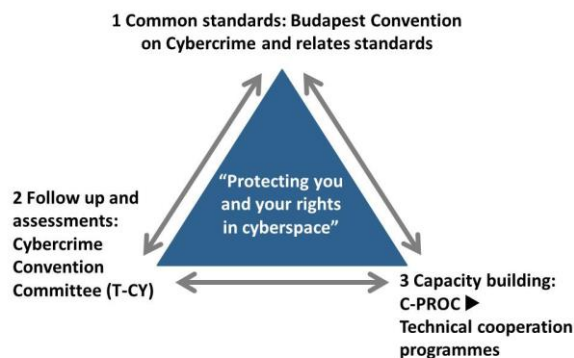 1 Common standards: Budapest Convention
on Cybercrime and relates standards
“Protecting you
and your rights
in cyberspace”
2 Follow up and
assessments:
Cybercrime
Convention
Committee (T-CY)
3 Capacity building:
C-PROC ▶
Technical cooperation
programmes